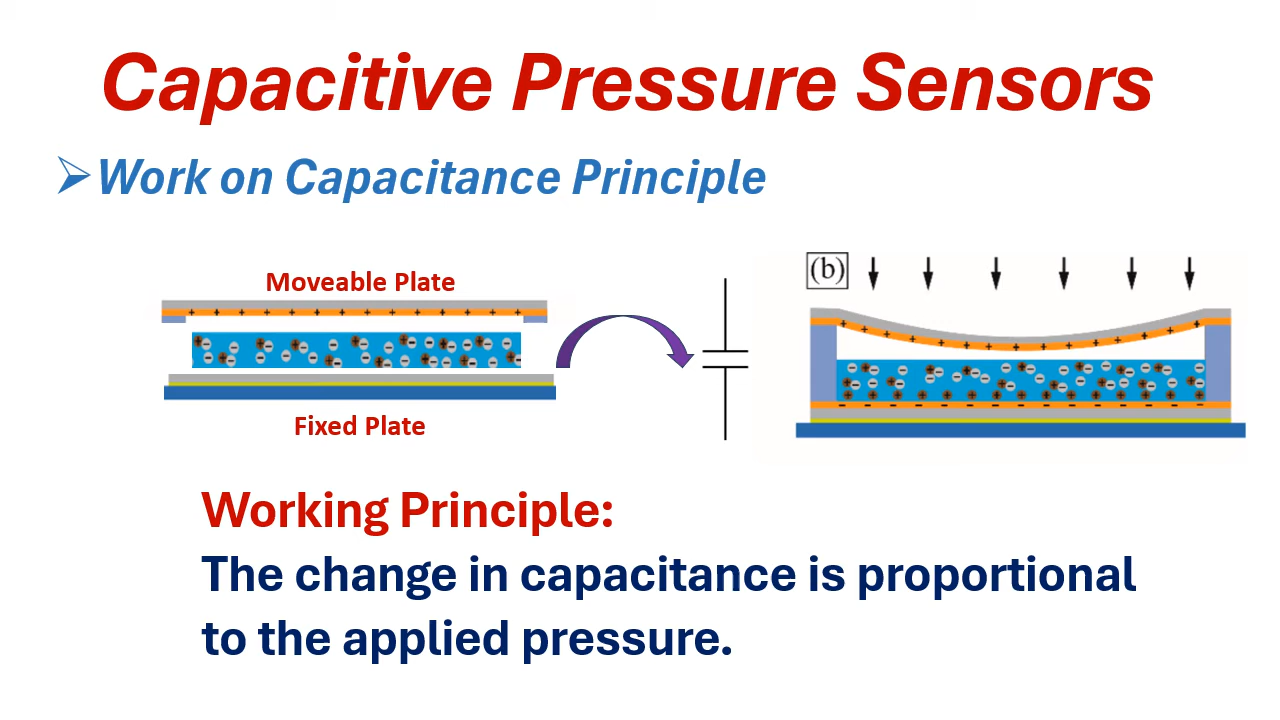 Capacitive Pressure Sensors
➢Work on Capacitance Principle
Moveable Plate
(b)
Fixed Plate
Working Principle:
The change in capacitance is proportional
to the applied pressure.